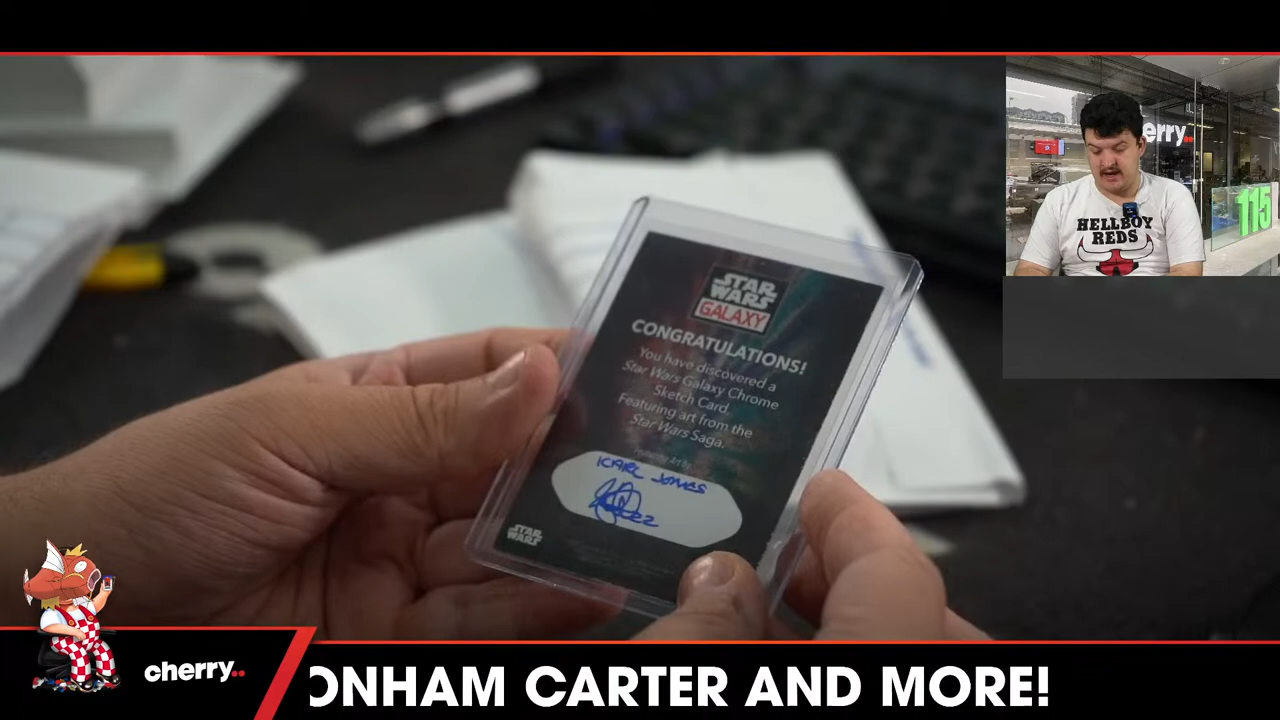 STAR
WARS
GALAXY
CONGRATULATIONS!
You have discovered a
Star Wars Galaxy Chrome
Sketch Card.
Featuring art from the
Star Wars Saga.
KARL JONES
STAR
WARS
erry..
HELLBOY
REDS
115
cherry..
ONHAM CARTER AND MORE!